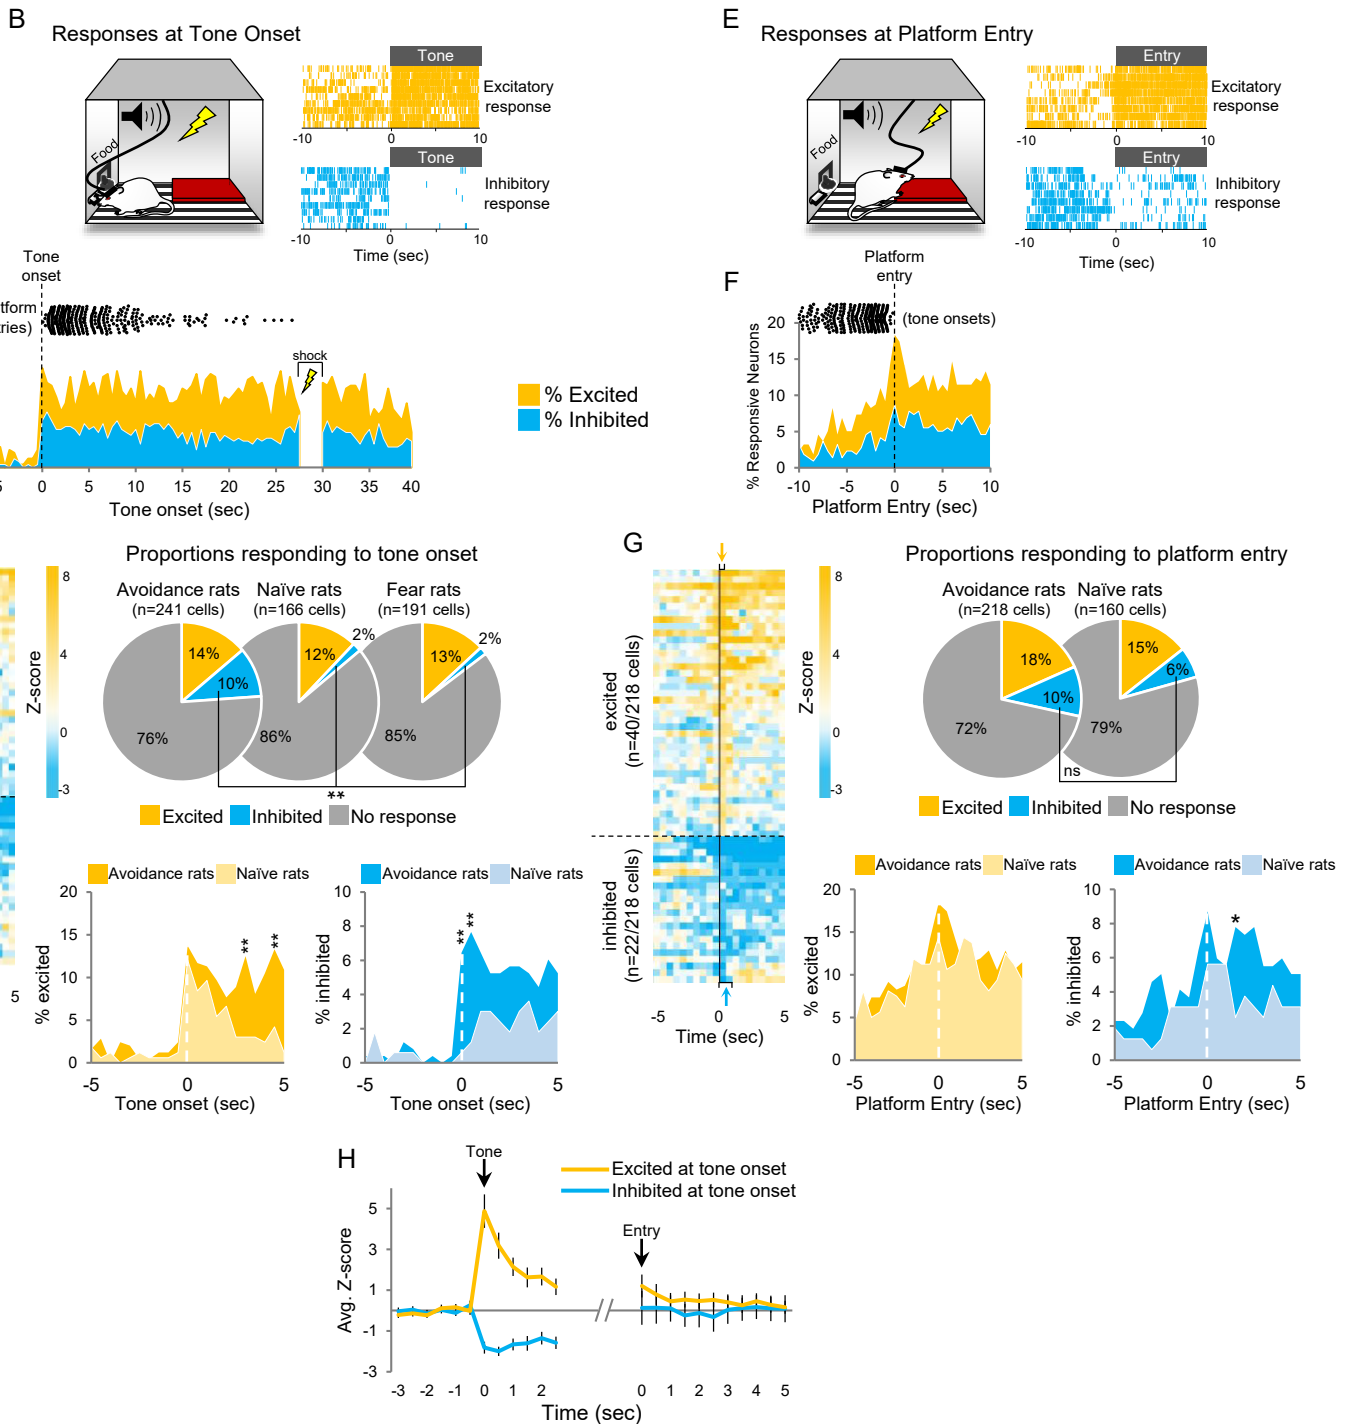 B
Responses at Tone Onset
Tone
Excitatory
response
-10 0 10
Tone
Inhibitory
response
-10 0 10
Time (sec)
Food
E
Responses at Platform Entry
Entry
Excitatory
response
-10 0 10
Entry
Inhibitory
response
-10 0 10
Time (sec)
Food
Tone
onset
tform
ries)
shock
0 5 10 15 20 25 30 35 40
Tone onset (sec)
% Excited
% Inhibited
F
Platform
entry
(tone onsets)
% Responsive Neurons
20
15
10
5
0
-10 -5 0 5 10
Platform Entry (sec)
Proportions responding to tone onset
8
4
0
-3
Z-score
Avoidance rats
(n=241 cells)
Naïve rats
(n=166 cells)
Fear rats
(n=191 cells)
14%
10%
76%
12%
2%
86%
13%
2%
85%
**
Excited Inhibited No response
5
Avoidance rats Naïve rats
% excited
20
15
10
5
0
**
**
-5 0 5
Tone onset (sec)
Avoidance rats Naïve rats
% inhibited
10
8
6
4
2
0
**
**
-5 0 5
Tone onset (sec)
G
excited
(n=40/218 cells)
inhibited
(n=22/218 cells)
-5 0 5
Time (sec)
8
4
0
-3
Z-score
Proportions responding to platform entry
Avoidance rats
(n=218 cells)
Naïve rats
(n=160 cells)
18%
10%
72%
15%
6%
79%
ns
Excited Inhibited No response
Avoidance rats Naïve rats
% excited
20
15
10
5
0
-5 0 5
Platform Entry (sec)
Avoidance rats Naïve rats
% inhibited
10
8
6
4
2
0
*
-5 0 5
Platform Entry (sec)
H
Tone
Excited at tone onset
Inhibited at tone onset
Entry
Avg. Z-score
5
3
1
-1
-3
-3 -2 -1 0 1 2 0 1 2 3 4 5
Time (sec)